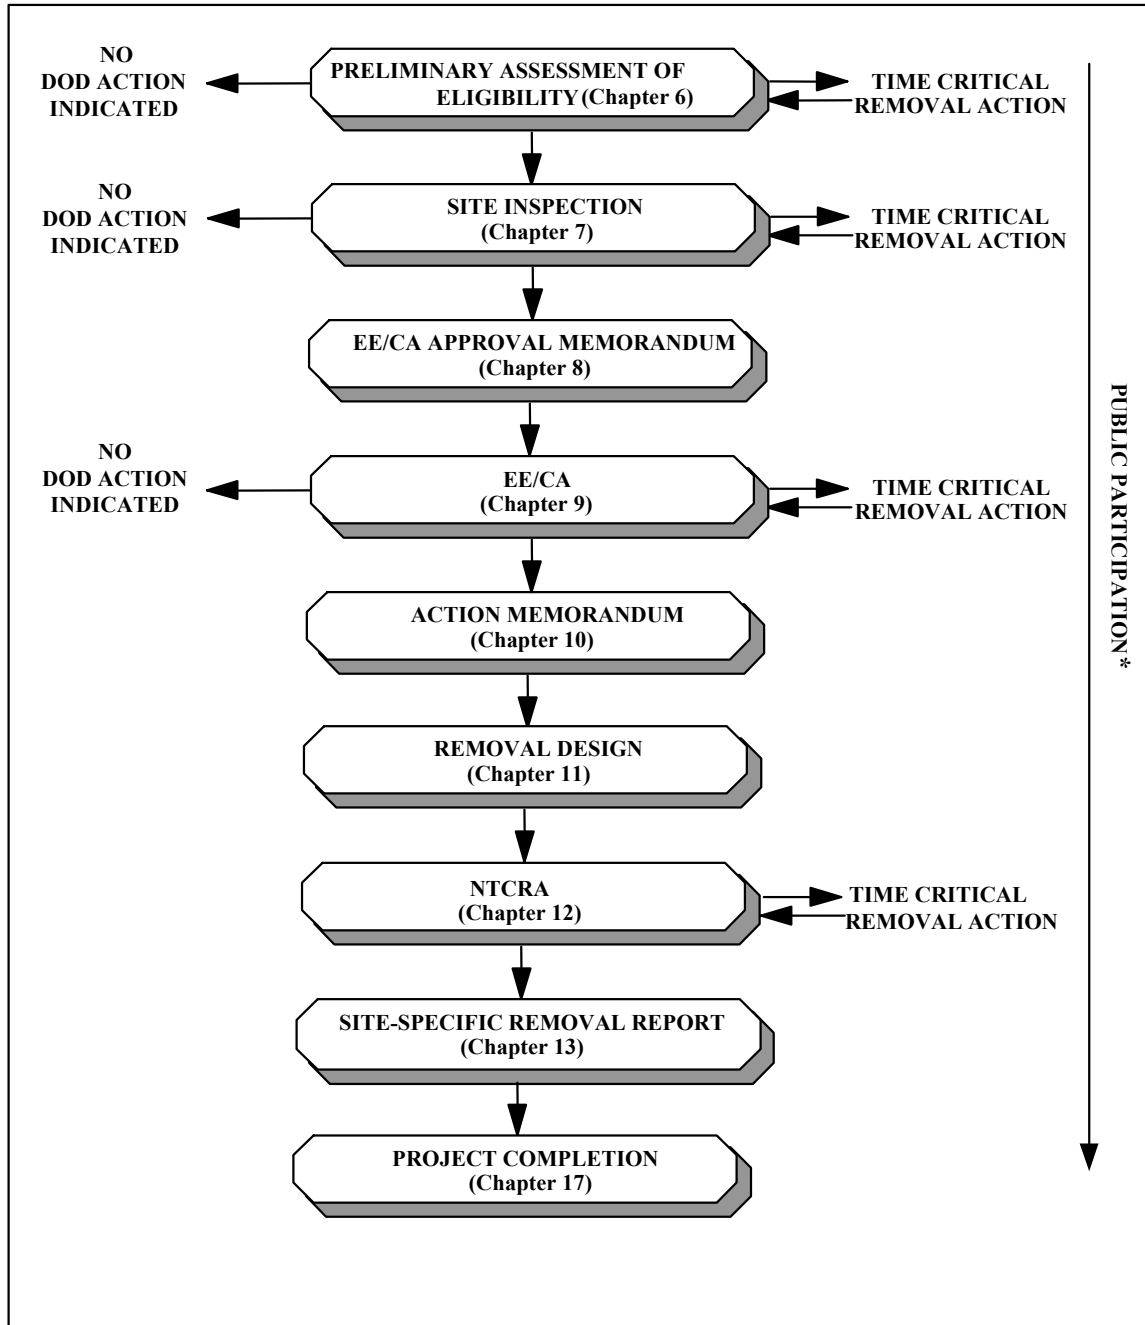 NO
DOD ACTION
INDICATED
PRELIMINARY ASSESSMENT OF
ELIGIBILITY (Chapter 6)
TIME CRITICAL
REMOVAL ACTION
NO
DOD ACTION
INDICATED
SITE INSPECTION
(Chapter 7)
TIME CRITICAL
REMOVAL ACTION
EE/CA APPROVAL MEMORANDUM
(Chapter 8)
NO
DOD ACTION
INDICATED
EE/CA
(Chapter 9)
TIME CRITICAL
REMOVAL ACTION
ACTION MEMORANDUM
(Chapter 10)
REMOVAL DESIGN
(Chapter 11)
NTCRA
(Chapter 12)
TIME CRITICAL
REMOVAL ACTION
SITE-SPECIFIC REMOVAL REPORT
(Chapter 13)
PROJECT COMPLETION
(Chapter 17)
PUBLIC PARTICIPATION*